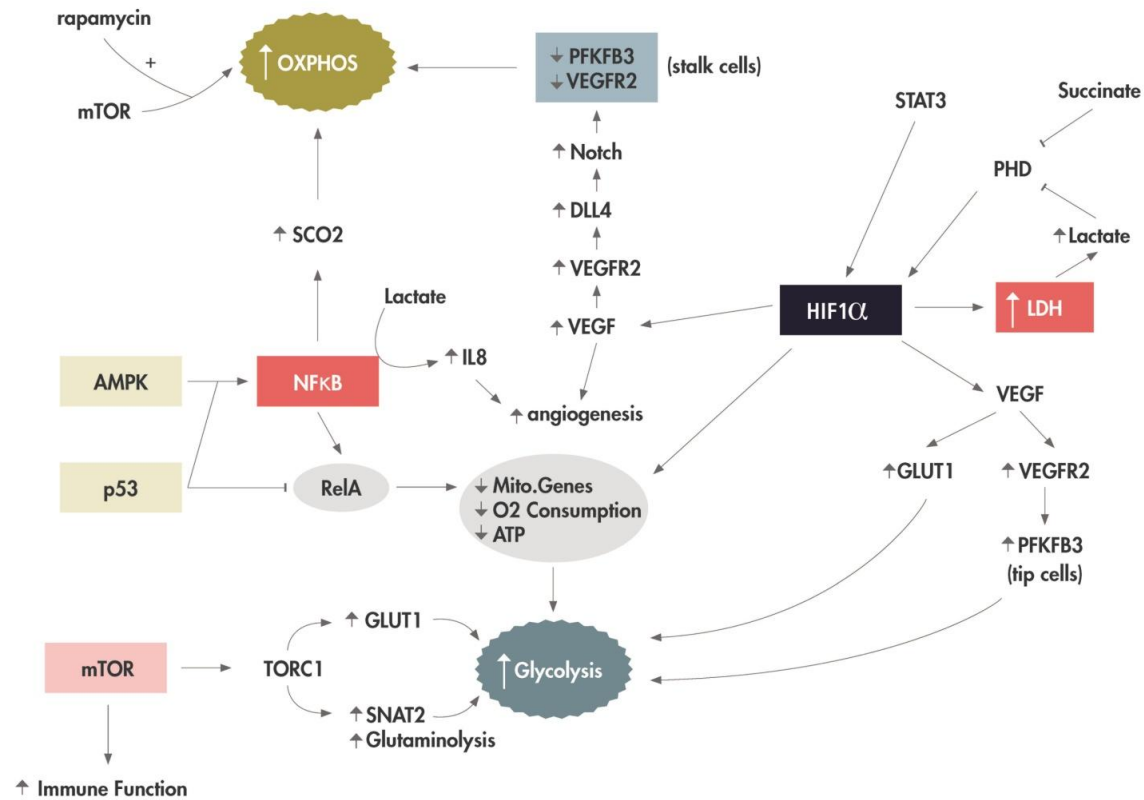 rapamycin
+
mTOR
OXPHOS
PFKFB3
VEGFR2
(stalk cells)
STAT3
Succinate
PHD
Lactate
LDH
HIF1α
Notch
DLL4
VEGFR2
VEGF
SCO2
Lactate
IL8
angiogenesis
AMPK
NFκB
p53
RelA
Mito.Genes
O2 Consumption
ATP
VEGF
GLUT1
VEGFR2
PFKFB3
(tip cells)
mTOR
TORC1
GLUT1
SNAT2
Glutaminolysis
Glycolysis
Immune Function